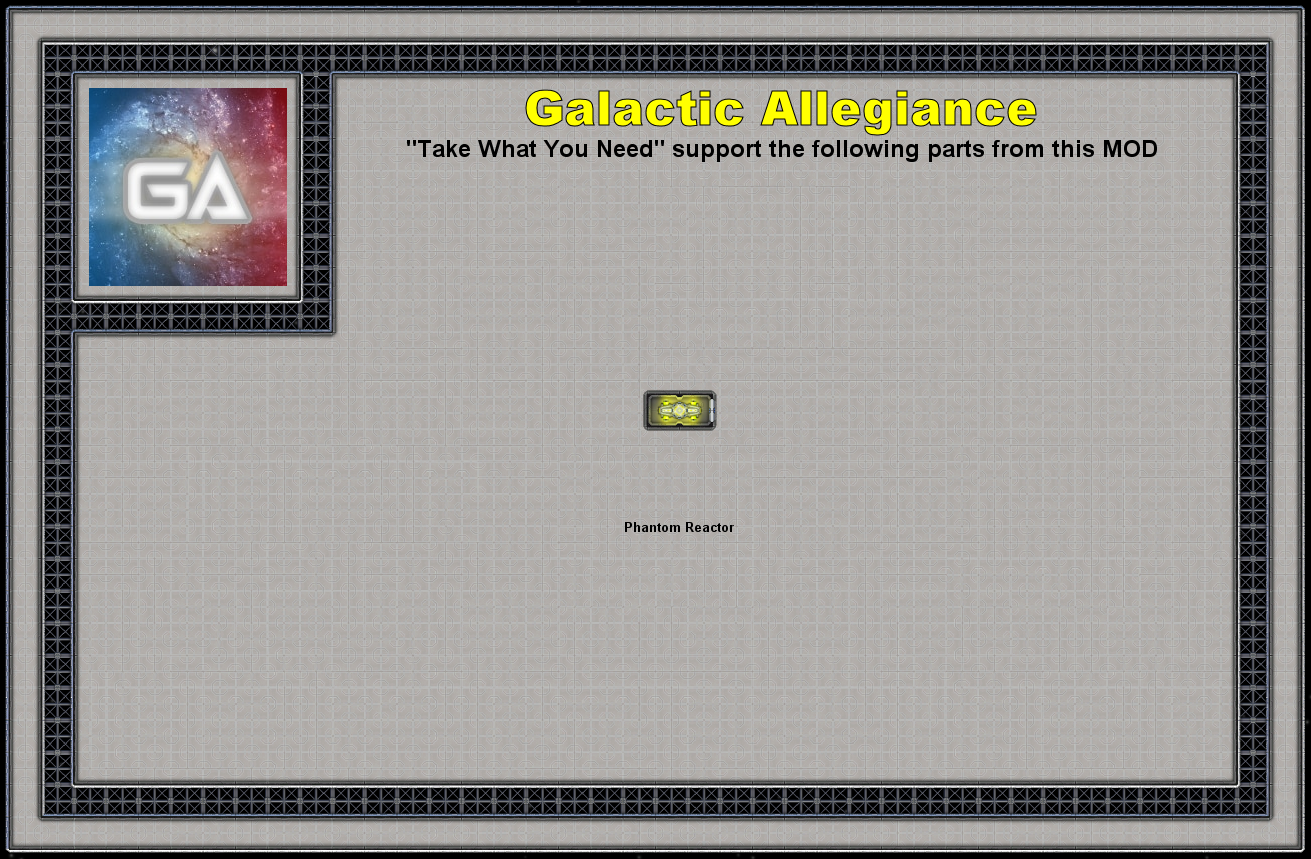 GA
Galactic Allegiance
"Take What You Need" support the following parts from this MOD
Phantom Reactor